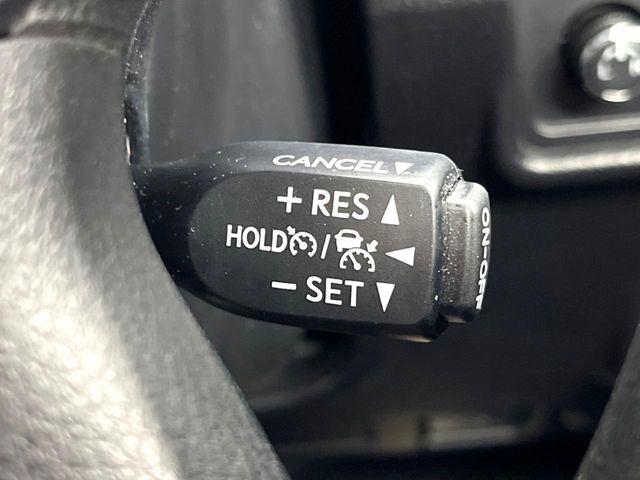 CANCEL▼
+ RES ▲
HOLD / ◄
− SET ▼
ON-OFF